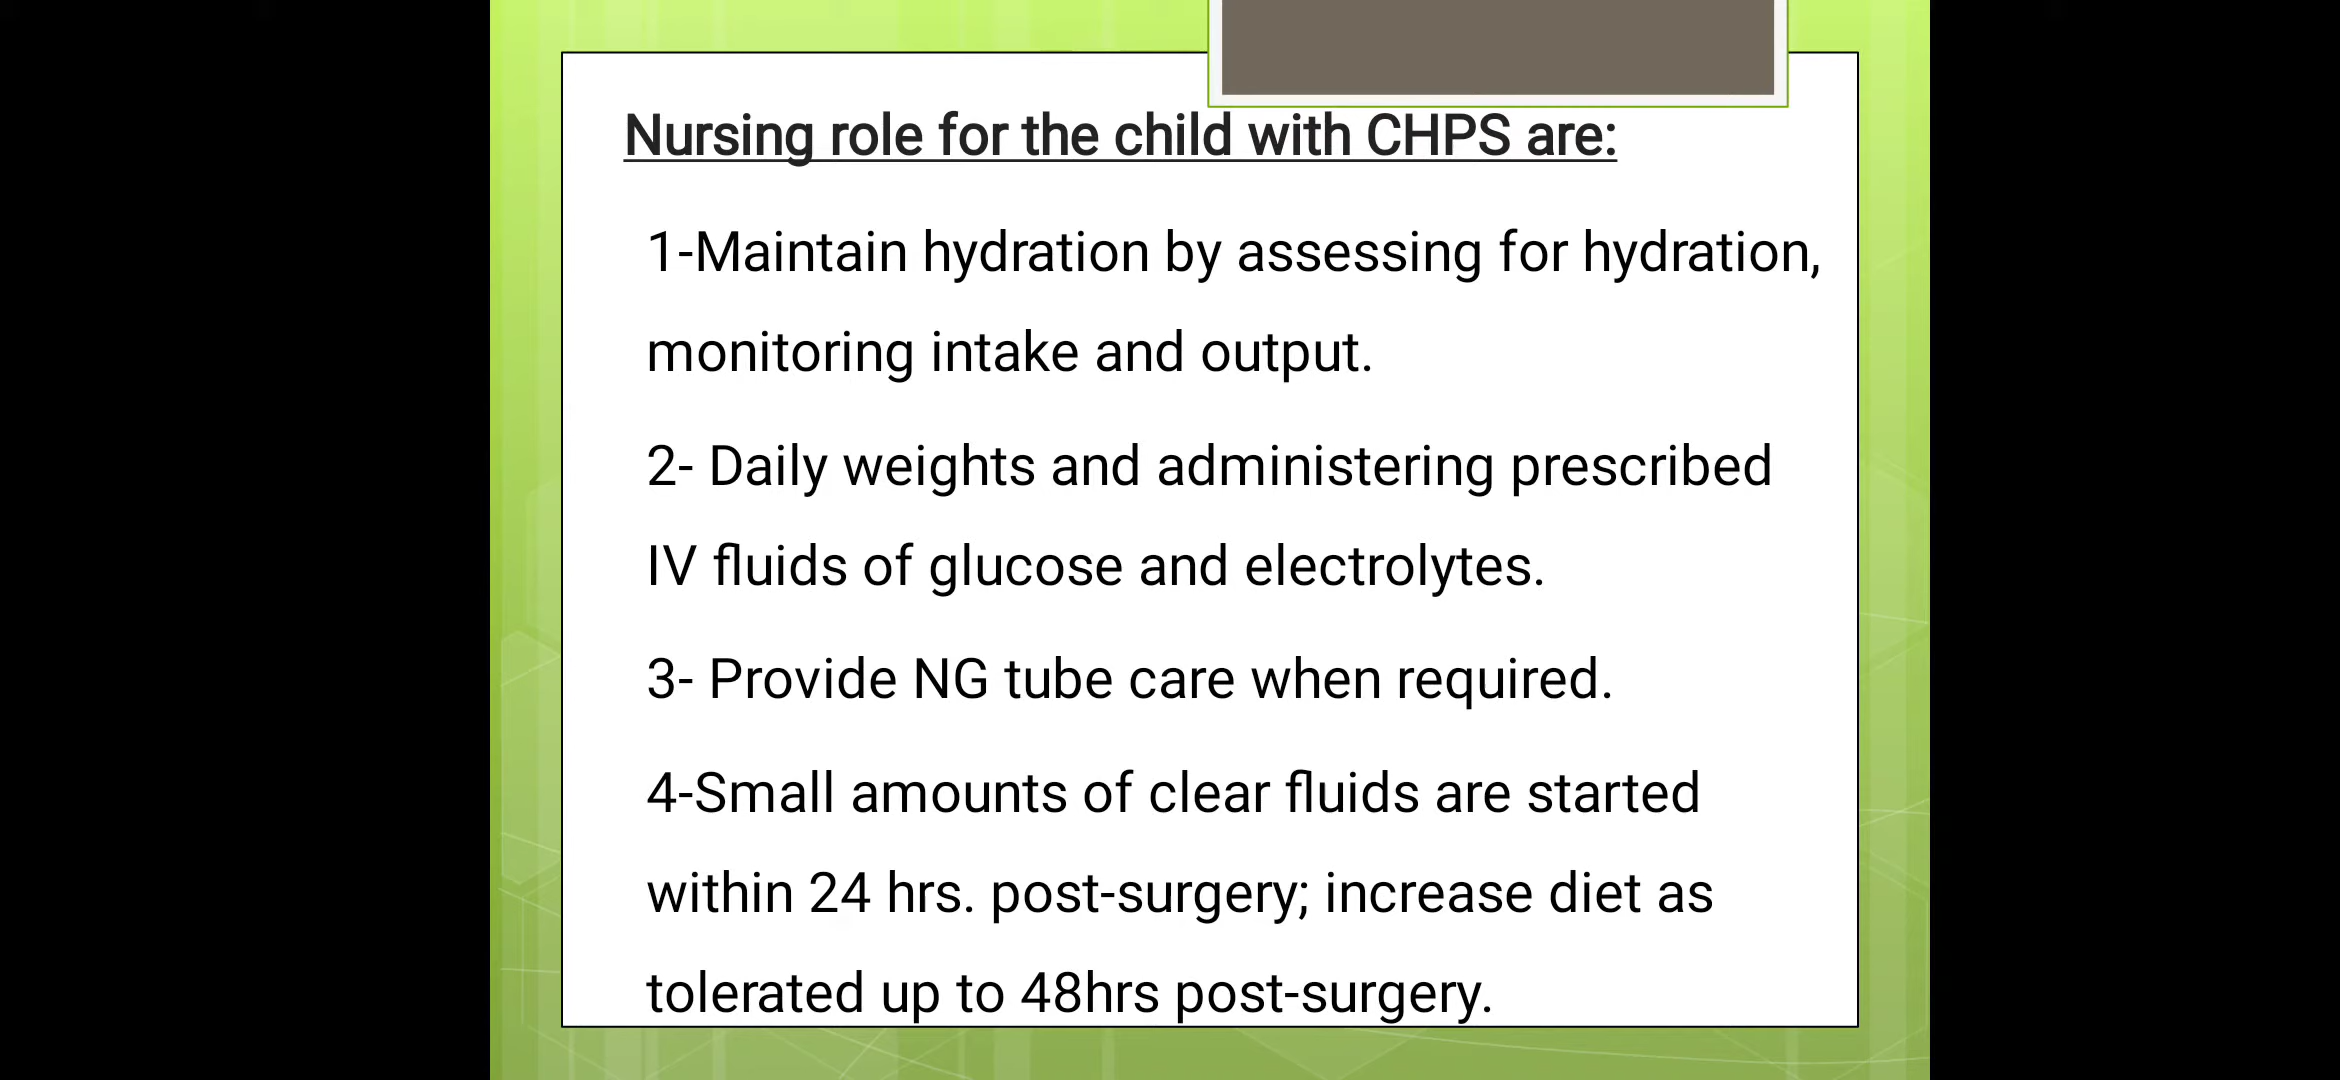 Nursing role for the child with CHPS are:
1-Maintain hydration by assessing for hydration,
monitoring intake and output.
2- Daily weights and administering prescribed
IV fluids of glucose and electrolytes.
3- Provide NG tube care when required.
4-Small amounts of clear fluids are started
within 24 hrs. post-surgery; increase diet as
tolerated up to 48hrs post-surgery.